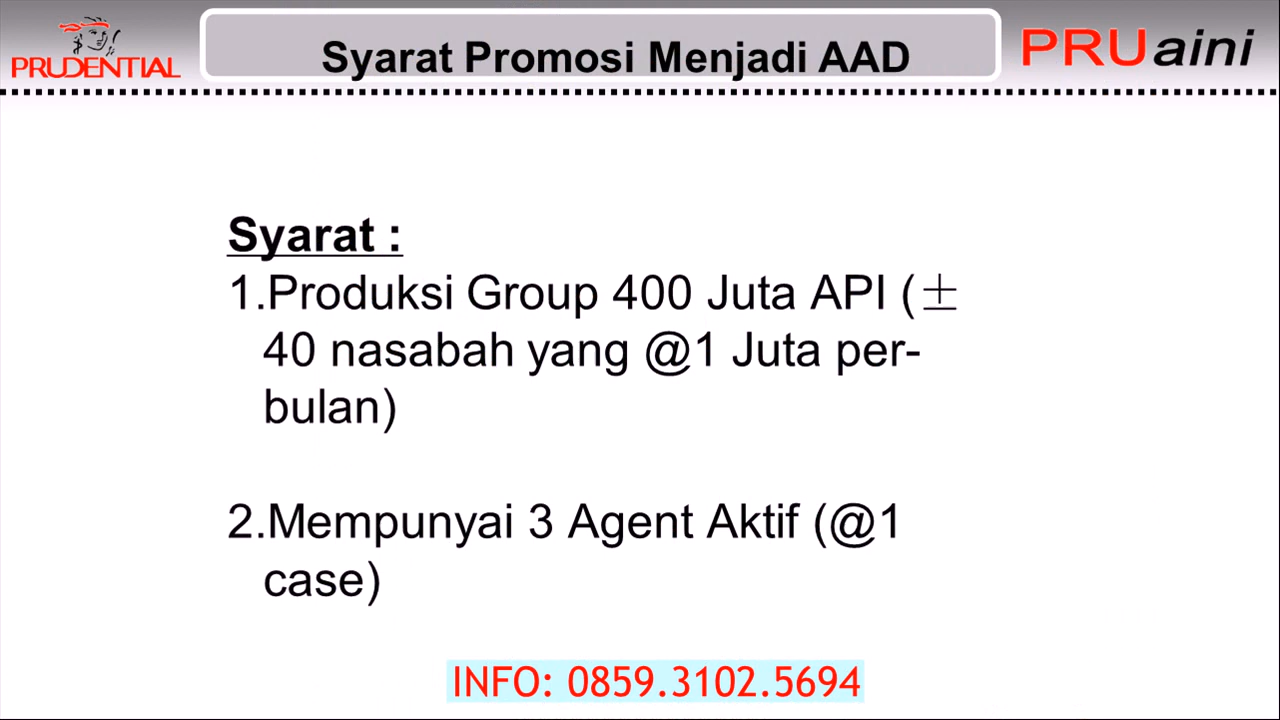 PRUDENTIAL
Syarat Promosi Menjadi AAD
PRUaini
Syarat :
1.Produksi Group 400 Juta API (±
40 nasabah yang @1 Juta per-
bulan)
2.Mempunyai 3 Agent Aktif (@1
case)
INFO: 0859.3102.5694